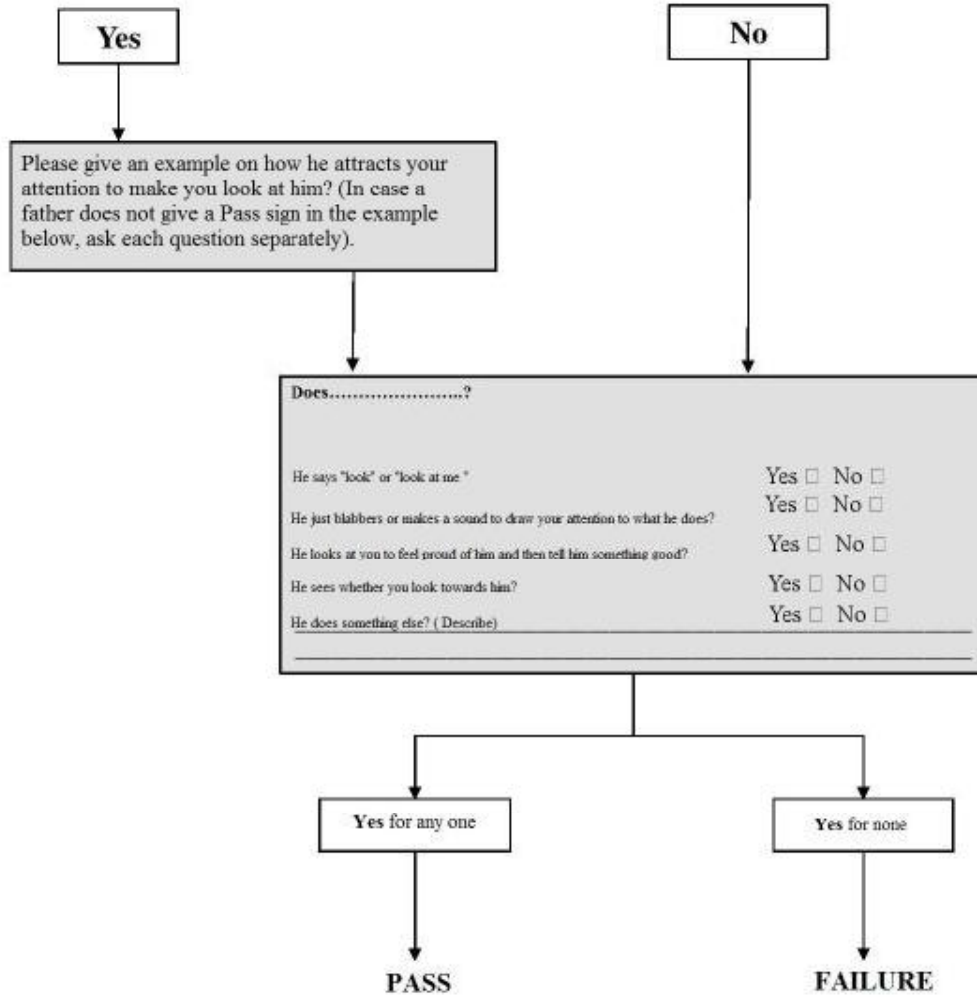 Yes
No
Please give an example on how he attracts your
attention to make you look at him? (In case a
father does not give a Pass sign in the example
below, ask each question separately).
Does……………………..?
He says "look" or "look at me "
Yes □ No □
He just blabbers or makes a sound to draw your attention to what he does?
Yes □ No □
He looks at you to feel proud of him and then tell him something good?
Yes □ No □
He sees whether you look towards him?
Yes □ No □
He does something else? ( Describe)
Yes □ No □
Yes for any one
Yes for none
PASS
FAILURE